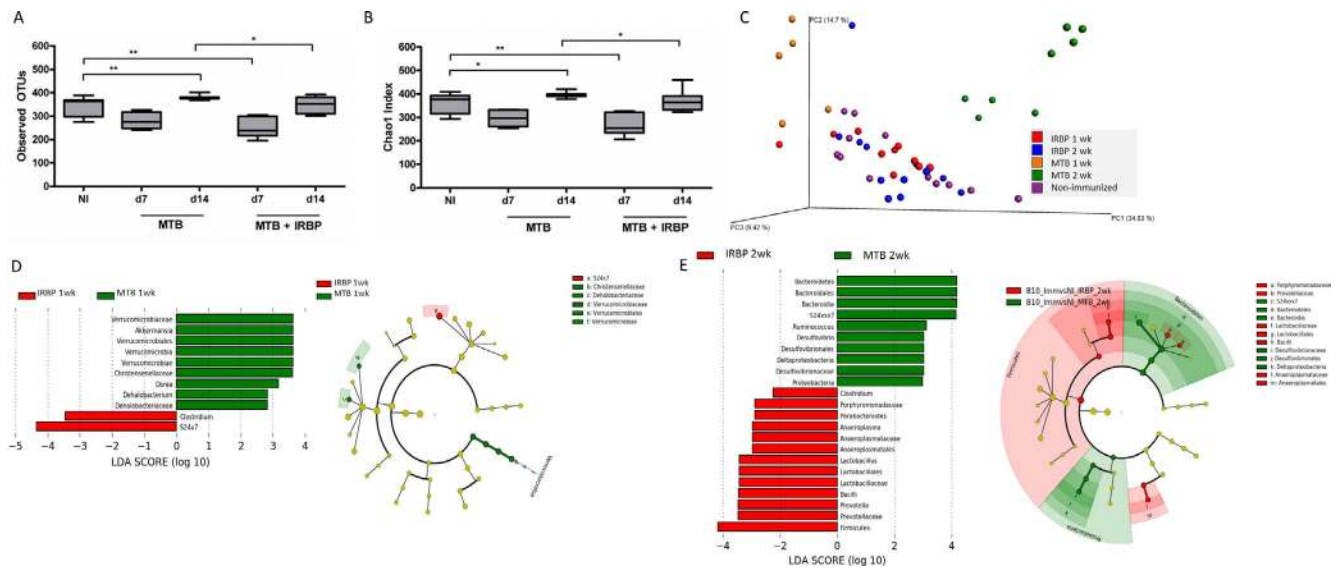 A
**
**
*
Observed OTUs
600
500
400
300
200
100
0
NI
d7
d14
d7
d14
MTB
MTB + IRBP
B
**
*
*
Chao1 Index
600
500
400
300
200
100
0
NI
d7
d14
d7
d14
MTB
MTB + IRBP
C
PC2 (14.7 %)
IRBP 1 wk
IRBP 2 wk
MTB 1 wk
MTB 2 wk
Non-immunized
PC3 (9.42 %)
PC1 (34.83 %)
D
IRBP 1wk
MTB 1wk
Verrucomicrobiaceae
Akkermansia
Verrucomicrobiales
Verrucomicrobia
Verrucomicrobiae
Christensenellaceae
Dorea
Dehalobacterium
Dehalobacteriaceae
Clostridium
S24x7
−5
−4
−3
−2
−1
0
1
2
3
4
LDA SCORE (log 10)
IRBP 1wk
MTB 1wk
a: S24x7
b: Christensenellaceae
c: Dehalobacteriaceae
d: Verrucomicrobiaceae
e: Verrucomicrobiales
f: Verrucomicrobiae
E
IRBP 2wk
MTB 2wk
Bacteroidetes
Bacteroidales
Bacteroidia
Ruminococcus
Desulfovibrio
Desulfovibrionales
Deltaproteobacteria
Desulfovibrionaceae
Proteobacteria
Clostridium
Porphyromonadaceae
Parabacteroides
Anaeroplasma
Anaeroplasmataceae
Anaeroplasmatales
Lactobacillus
Lactobacillales
Lactobacillaceae
Bacilli
Prevotella
Prevotellaceae
Firmicutes
−4
−2
0
2
4
LDA SCORE (log 10)
B10_ImmvsNI_IRBP_2wk
B10_ImmvsNI_MTB_2wk
Firmicutes
Bacteroidetes
a: Porphyromonadaceae
b: Prevotellaceae
c: S24xx7
d: Bacteroidales
e: Bacteroidia
f: Lactobacillaceae
g: Lactobacillales
h: Bacilli
i: Desulfovibrionaceae
j: Desulfovibrionales
k: Deltaproteobacteria
l: Anaeroplasmataceae
m: Anaeroplasmatales